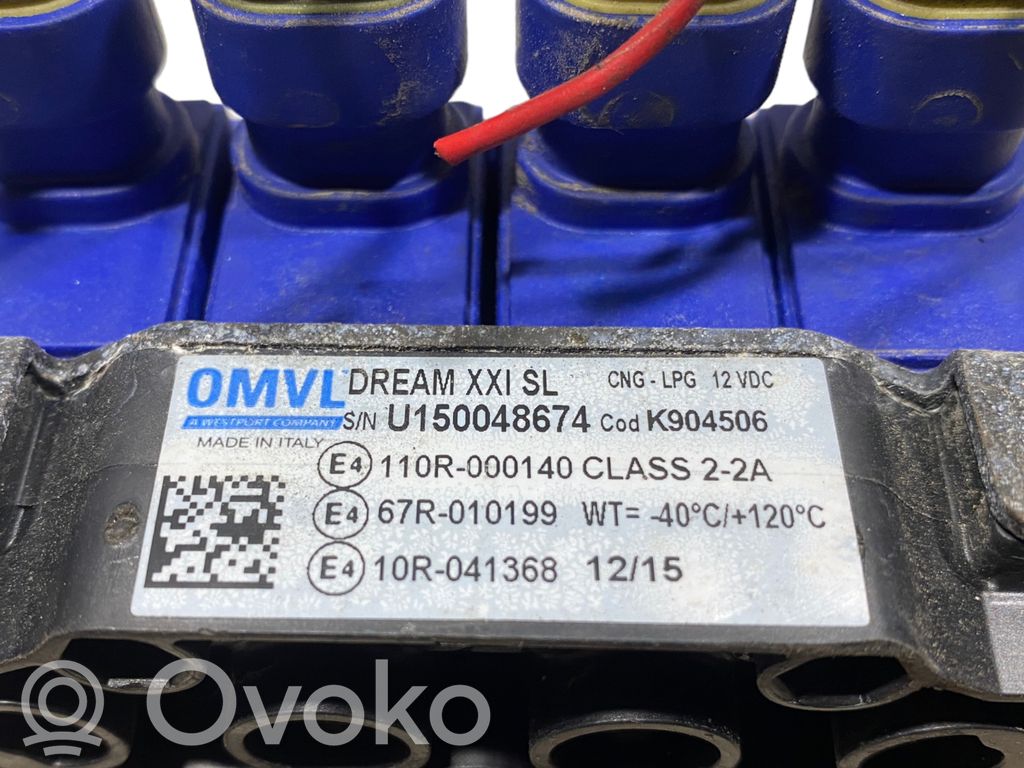 OMVL DREAM XXI SL CNG - LPG 12 VDC
A WESTPORT COMPANY S/N U150048674 Cod K904506
MADE IN ITALY E4 110R-000140 CLASS 2-2A
E4 67R-010199 WT= -40°C/+120°C
E4 10R-041368 12/15
Ovoko